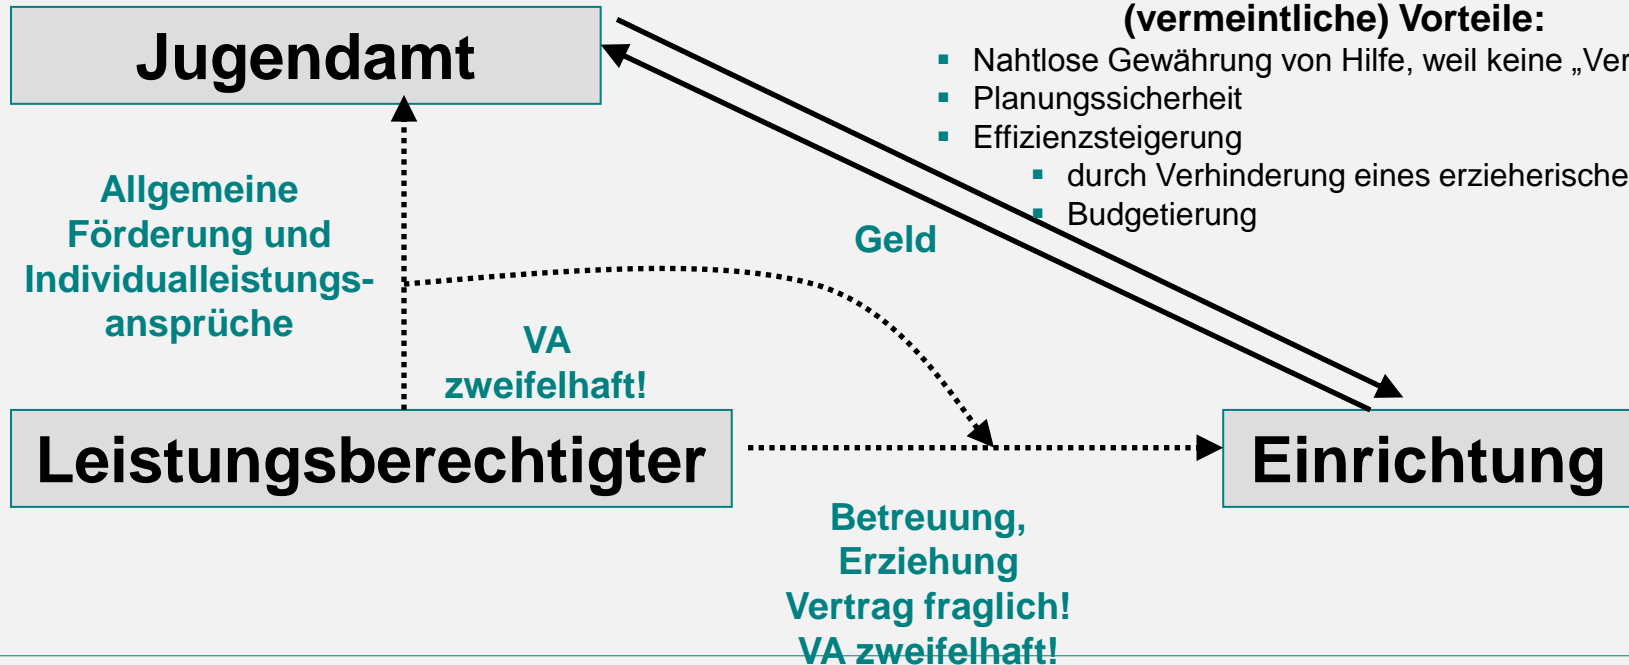 Jugendamt
(vermeintliche) Vorteile:
Nahtlose Gewährung von Hilfe, weil keine „Ver
Planungssicherheit
Effizienzsteigerung
durch Verhinderung eines erzieherische
Budgetierung
Allgemeine
Förderung und
Individualleistungs-
ansprüche
Geld
VA
zweifelhaft!
Leistungsberechtigter
Einrichtung
Betreuung,
Erziehung
Vertrag fraglich!
VA zweifelhaft!